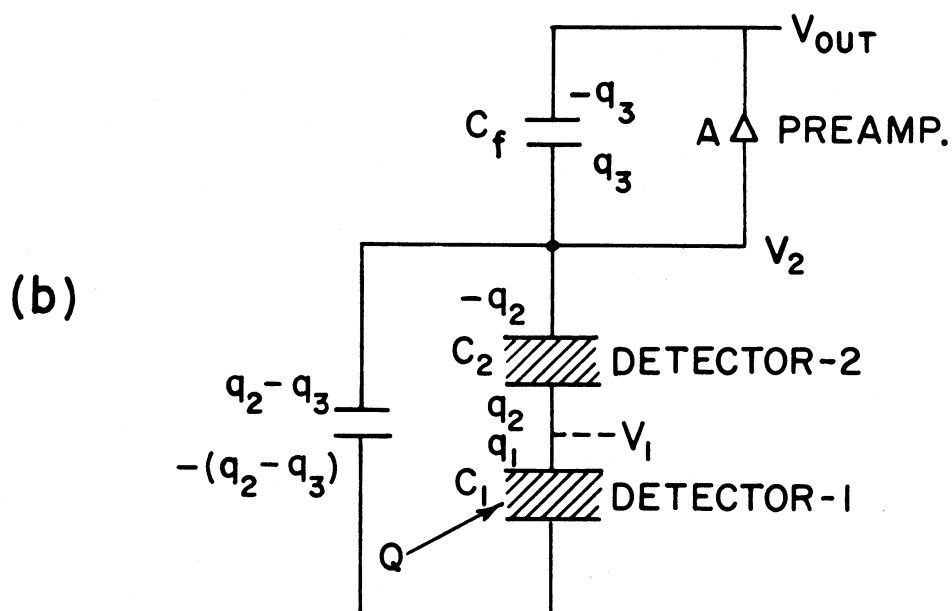 V_OUT
-q_3
C_f
A PREAMP.
q_3
V_2
(b)
-q_2
C_2 DETECTOR-2
q_2-q_3
q_2
V_1
q_1
-(q_2-q_3)
C_1 DETECTOR-1
Q